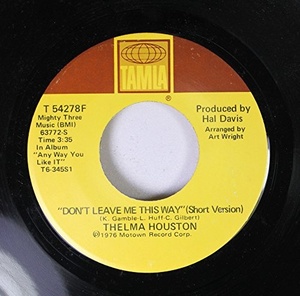 TAMLA
®
T 54278F
Mighty Three
Music (BMI)
63772-S
Time 3:35
In Album
"Any Way You
Like IT"
T6-345S1
Produced by
Hal Davis
Arranged by
Art Wright
"DON'T LEAVE ME THIS WAY" (Short Version)
(K. Gamble-L. Huff-C. Gilbert)
THELMA HOUSTON
℗1976 Motown Record Corp.